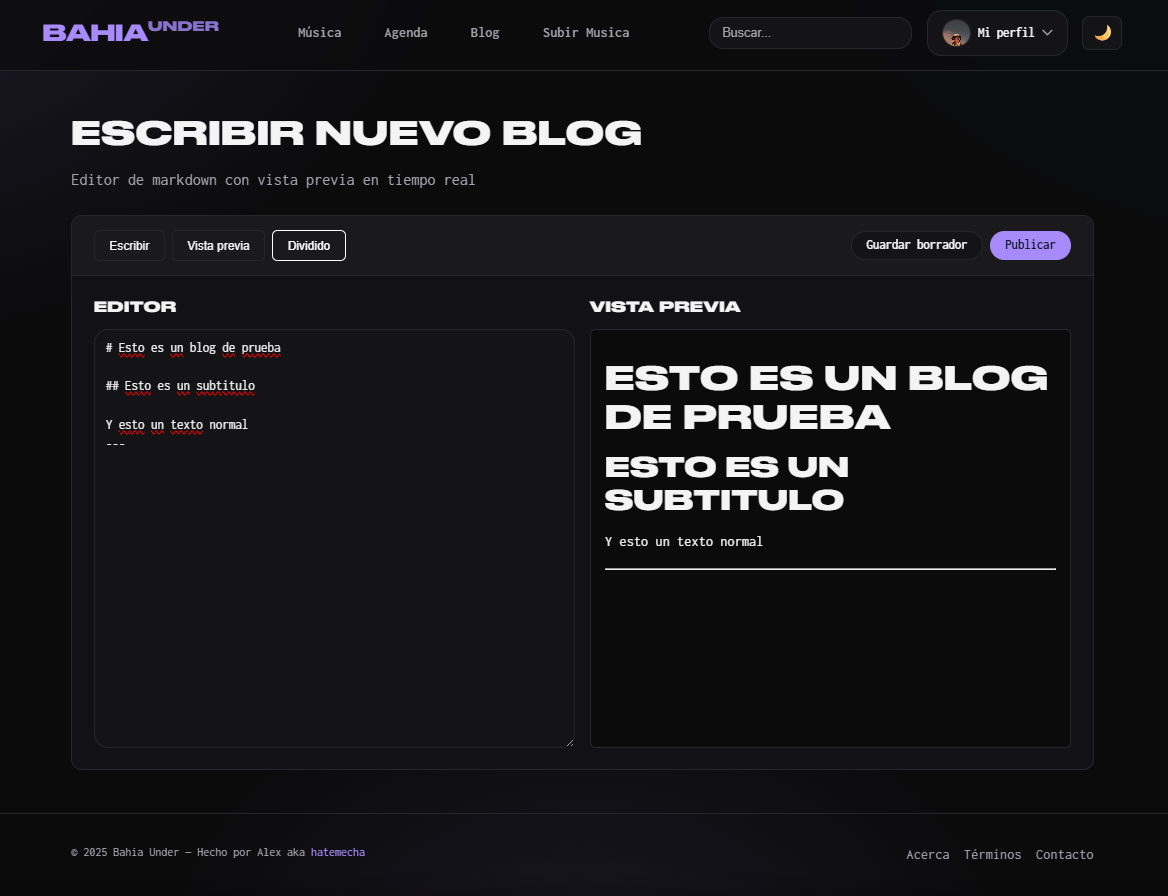 BAHIA UNDER
Música Agenda Blog Subir Musica Buscar... Mi perfil
ESCRIBIR NUEVO BLOG
Editor de markdown con vista previa en tiempo real
Escribir Vista previa Dividido Guardar borrador Publicar
EDITOR
# Esto es un blog de prueba
## Esto es un subtitulo
Y esto un texto normal
---
VISTA PREVIA
ESTO ES UN BLOG
DE PRUEBA
ESTO ES UN
SUBTITULO
Y esto un texto normal
© 2025 Bahia Under — Hecho por Alex aka hatemecha
Acerca Términos Contacto